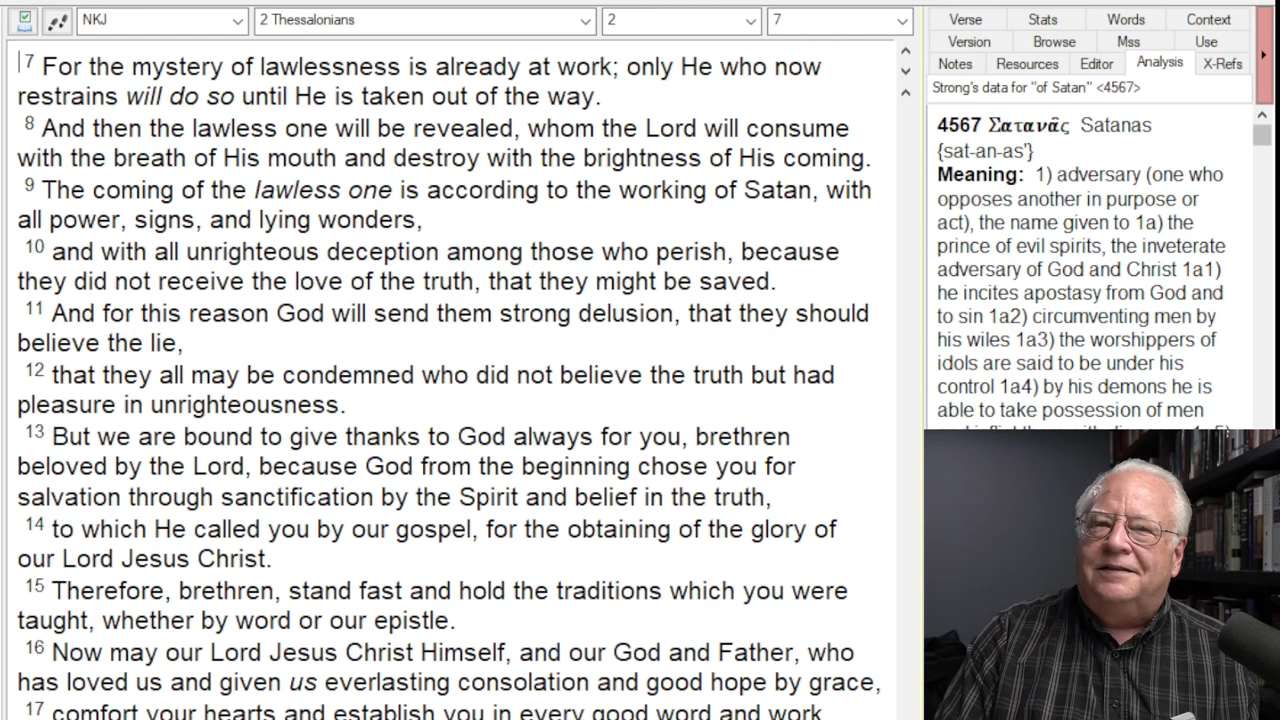 NKJ 2 Thessalonians 2 7
7 For the mystery of lawlessness is already at work; only He who now
restrains will do so until He is taken out of the way.
8 And then the lawless one will be revealed, whom the Lord will consume
with the breath of His mouth and destroy with the brightness of His coming.
9 The coming of the lawless one is according to the working of Satan, with
all power, signs, and lying wonders,
10 and with all unrighteous deception among those who perish, because
they did not receive the love of the truth, that they might be saved.
11 And for this reason God will send them strong delusion, that they should
believe the lie,
12 that they all may be condemned who did not believe the truth but had
pleasure in unrighteousness.
13 But we are bound to give thanks to God always for you, brethren
beloved by the Lord, because God from the beginning chose you for
salvation through sanctification by the Spirit and belief in the truth,
14 to which He called you by our gospel, for the obtaining of the glory of
our Lord Jesus Christ.
15 Therefore, brethren, stand fast and hold the traditions which you were
taught, whether by word or our epistle.
16 Now may our Lord Jesus Christ Himself, and our God and Father, who
has loved us and given us everlasting consolation and good hope by grace,
17 comfort your hearts and establish you in every good word and work
Verse Stats Words Context
Version Browse Mss Use
Notes Resources Editor Analysis X-Refs
Strong's data for "of Satan" <4567>
4567 Σατανᾶς Satanas
{sat-an-as'}
Meaning: 1) adversary (one who
opposes another in purpose or
act), the name given to 1a) the
prince of evil spirits, the inveterate
adversary of God and Christ 1a1)
he incites apostasy from God and
to sin 1a2) circumventing men by
his wiles 1a3) the worshippers of
idols are said to be under his
control 1a4) by his demons he is
able to take possession of men